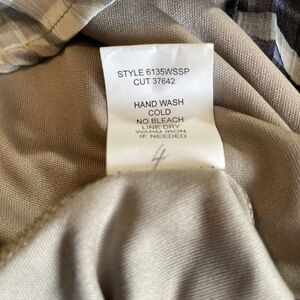 STYLE 6135WSSP
CUT 37642
HAND WASH
COLD
NO BLEACH
LINE DRY
WARM IRON
IF NEEDED
4